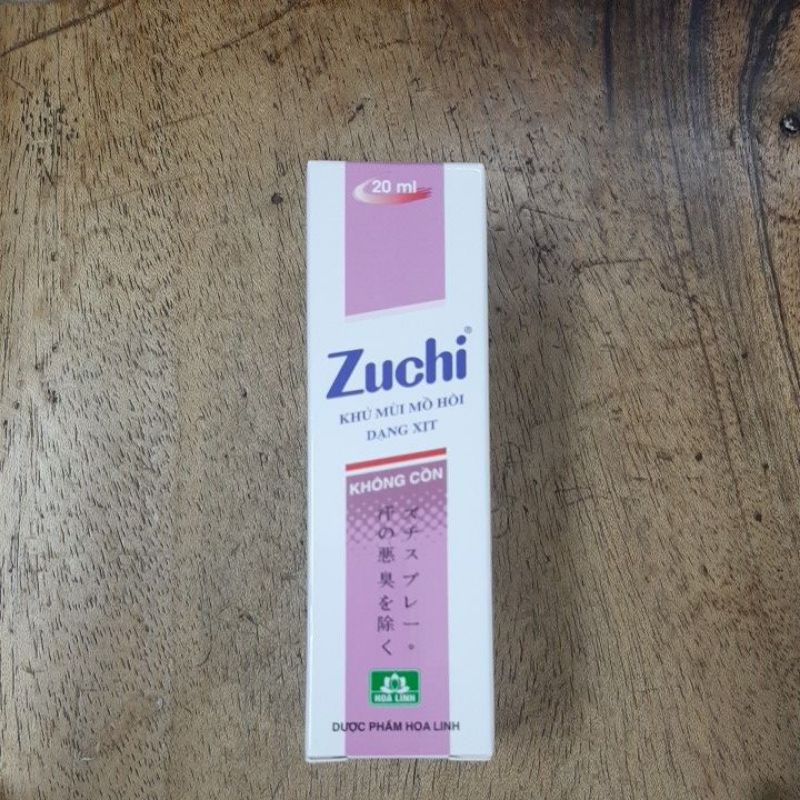 20 ml
Zuchi®
KHỬ MÙI MỒ HÔI
DẠNG XỊT
KHÔNG CỒN
ズチスプレー。
汗の悪臭を除く
HOA LINH
DƯỢC PHẨM HOA LINH